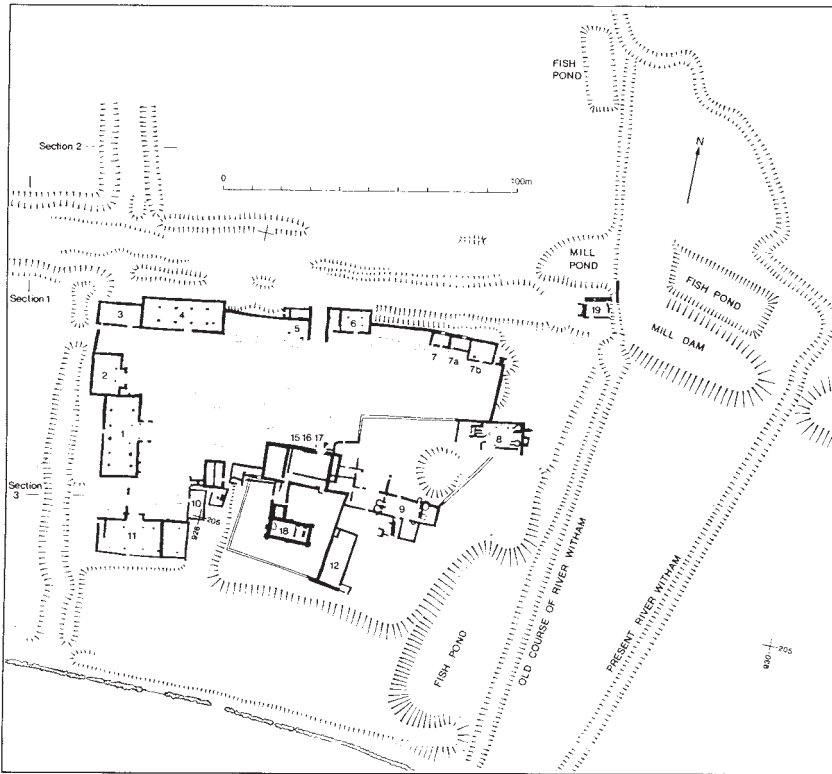 FISH
POND
Section 2
N
0
100m
MILL
POND
FISH POND
Section 1
MILL DAM
3
4
5
6
7
7a
7b
19
2
1
8
15 16 17
Section
3
10
205
928
9
11
18
12
FISH POND
OLD COURSE OF RIVER WITHAM
PRESENT RIVER WITHAM
205
930